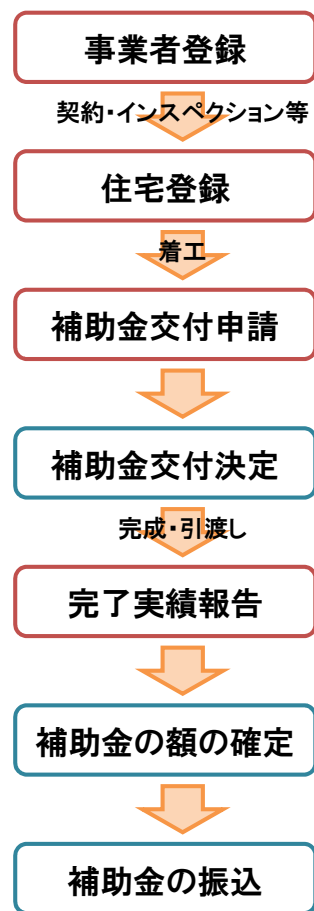 事業者登録
契約・インスペクション等
住宅登録
着工
補助金交付申請
補助金交付決定
完成・引渡し
完了実績報告
補助金の額の確定
補助金の振込